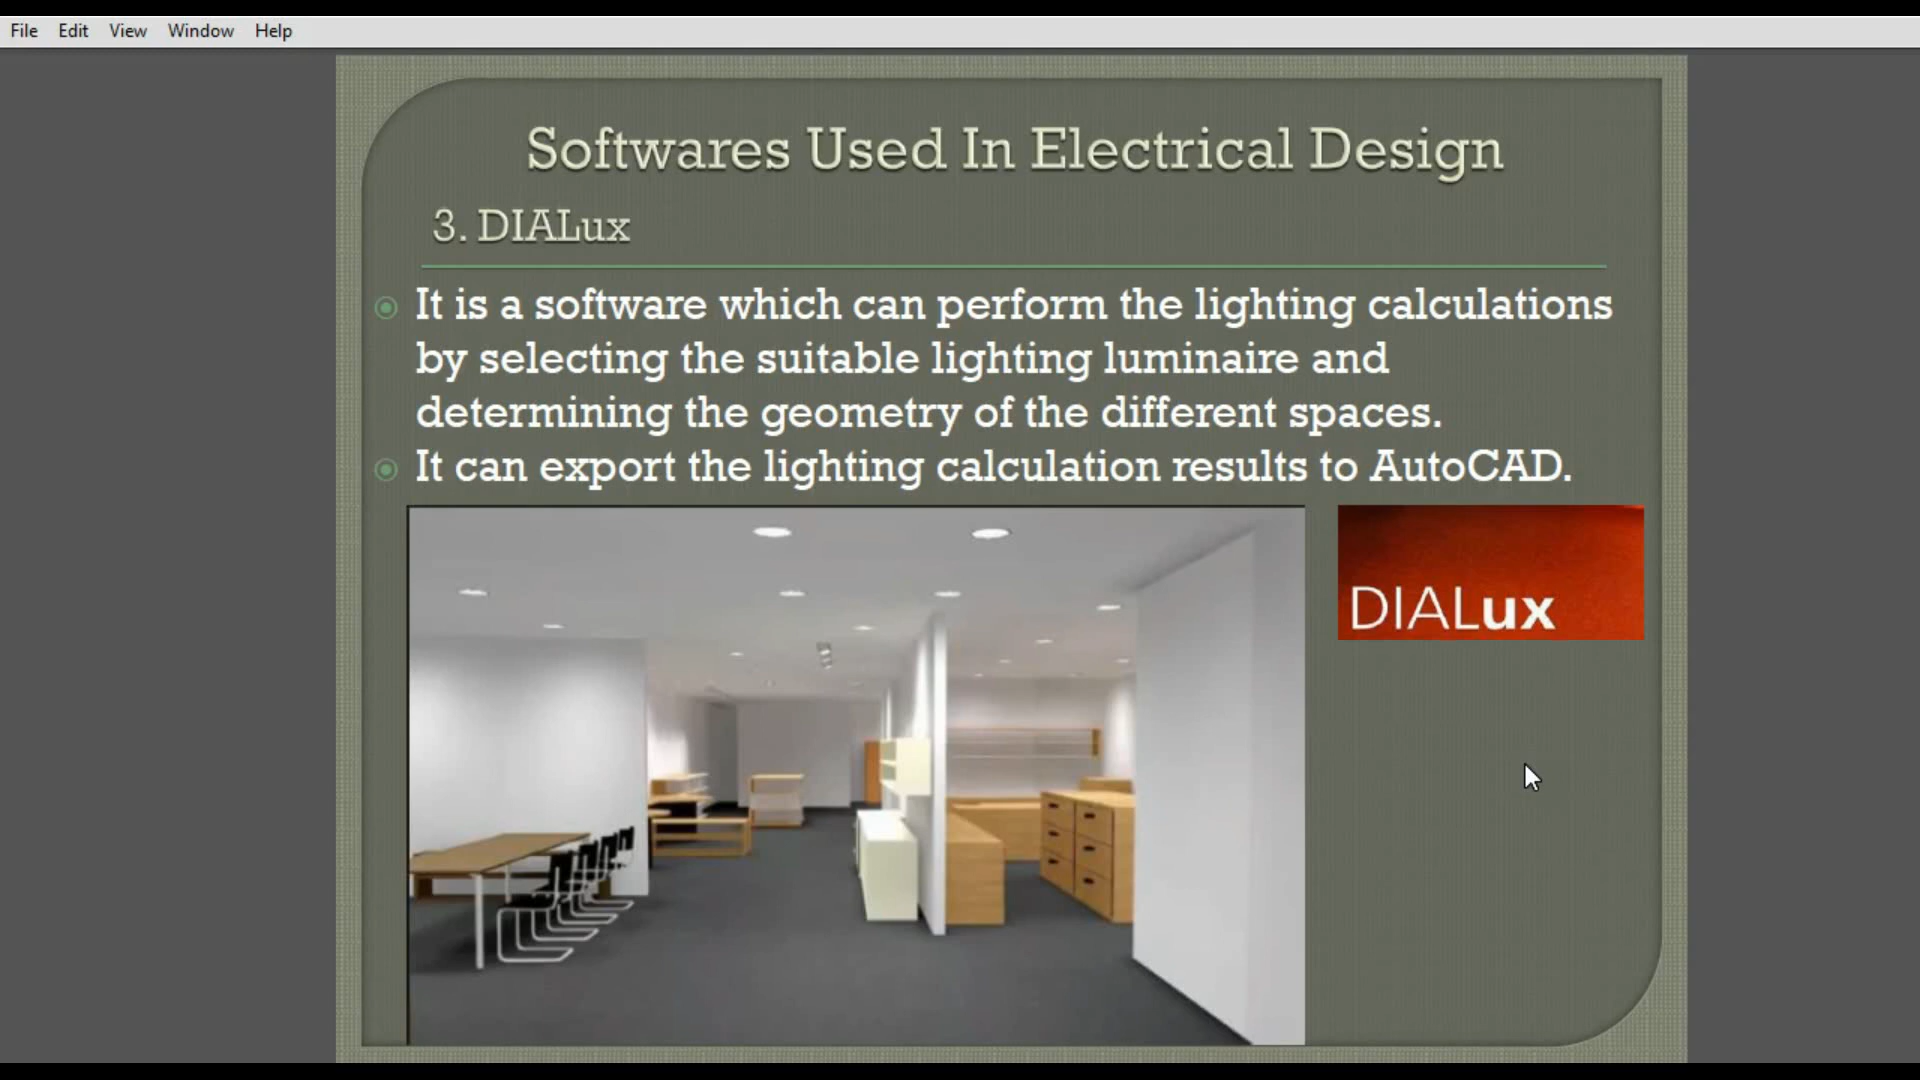 File Edit View Window Help
Softwares Used In Electrical Design
3. DIALux
It is a software which can perform the lighting calculations
by selecting the suitable lighting luminaire and
determining the geometry of the different spaces.
It can export the lighting calculation results to AutoCAD.
DIALux